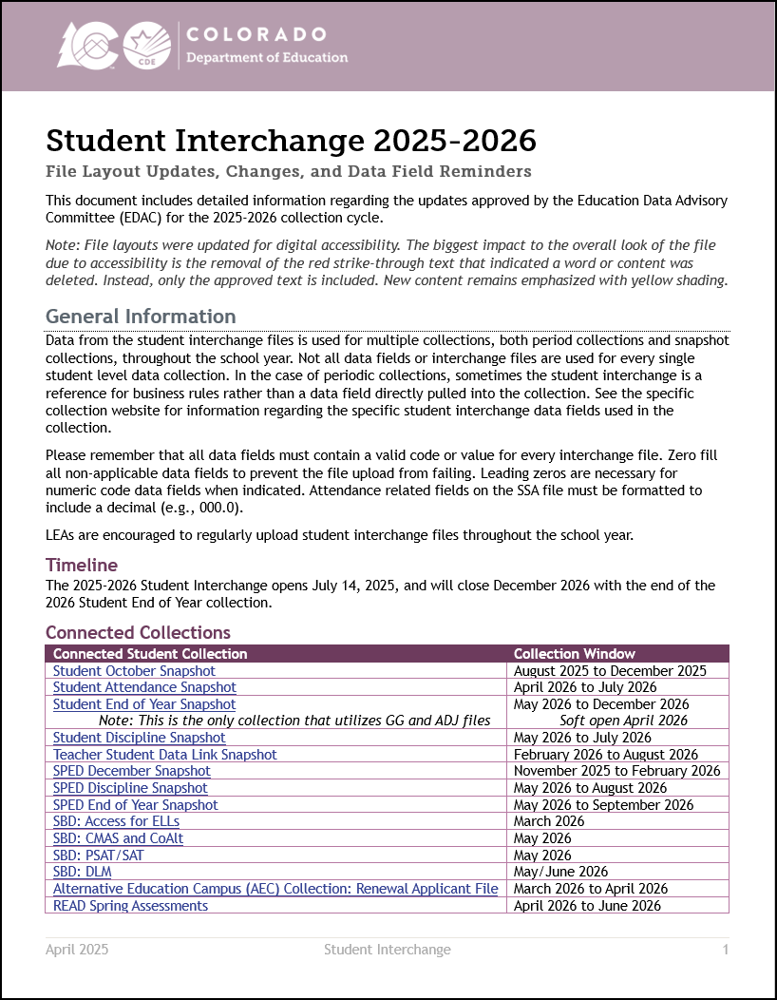 COLORADO
CDE
Department of Education
Student Interchange 2025-2026
File Layout Updates, Changes, and Data Field Reminders
This document includes detailed information regarding the updates approved by the Education Data Advisory
Committee (EDAC) for the 2025-2026 collection cycle.
Note: File layouts were updated for digital accessibility. The biggest impact to the overall look of the file
due to accessibility is the removal of the red strike-through text that indicated a word or content was
deleted. Instead, only the approved text is included. New content remains emphasized with yellow shading.
General Information
Data from the student interchange files is used for multiple collections, both period collections and snapshot
collections, throughout the school year. Not all data fields or interchange files are used for every single
student level data collection. In the case of periodic collections, sometimes the student interchange is a
reference for business rules rather than a data field directly pulled into the collection. See the specific
collection website for information regarding the specific student interchange data fields used in the
collection.
Please remember that all data fields must contain a valid code or value for every interchange file. Zero fill
all non-applicable data fields to prevent the file upload from failing. Leading zeros are necessary for
numeric code data fields when indicated. Attendance related fields on the SSA file must be formatted to
include a decimal (e.g., 000.0).
LEAs are encouraged to regularly upload student interchange files throughout the school year.
Timeline
The 2025-2026 Student Interchange opens July 14, 2025, and will close December 2026 with the end of the
2026 Student End of Year collection.
Connected Collections
Connected Student Collection Collection Window
Student October Snapshot August 2025 to December 2025
Student Attendance Snapshot April 2026 to July 2026
Student End of Year Snapshot May 2026 to December 2026
Note: This is the only collection that utilizes GG and ADJ files Soft open April 2026
Student Discipline Snapshot May 2026 to July 2026
Teacher Student Data Link Snapshot February 2026 to August 2026
SPED December Snapshot November 2025 to February 2026
SPED Discipline Snapshot May 2026 to August 2026
SPED End of Year Snapshot May 2026 to September 2026
SBD: Access for ELLs March 2026
SBD: CMAS and CoAlt May 2026
SBD: PSAT/SAT May 2026
SBD: DLM May/June 2026
Alternative Education Campus (AEC) Collection: Renewal Applicant File March 2026 to April 2026
READ Spring Assessments April 2026 to June 2026
April 2025 Student Interchange 1